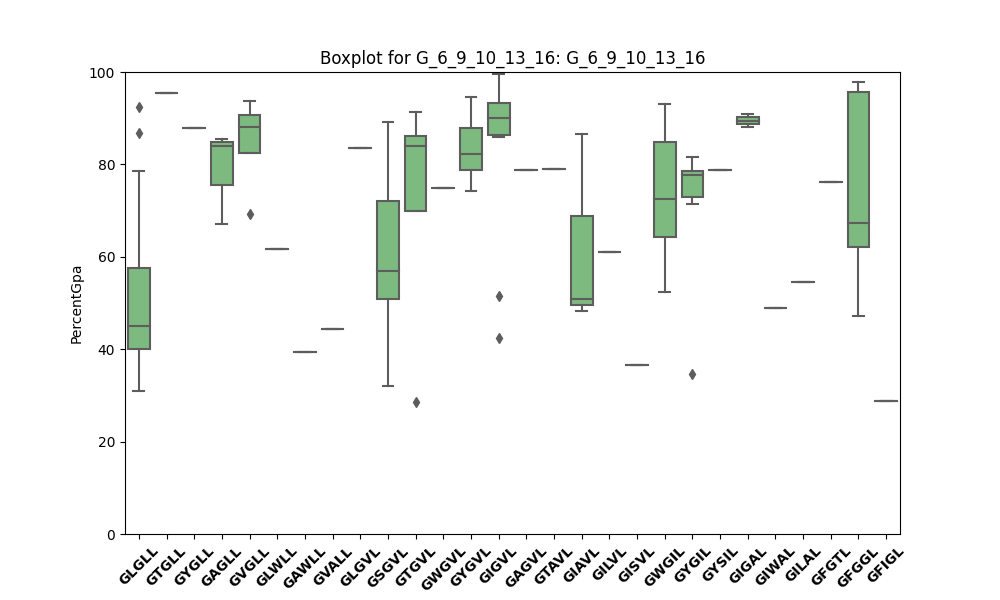 Boxplot for G_6_9_10_13_16: G_6_9_10_13_16
PercentGpa
100
80
60
40
20
0
GLGLL
GTGLL
GYGLL
GAGLL
GVGLL
GLWLL
GAWLL
GVALL
GLGVL
GSGVL
GTGVL
GWGVL
GYGVL
GIGVL
GAGVL
GTAVL
GIAVL
GILVL
GISVL
GWGIL
GYGIL
GYSIL
GIGAL
GIWAL
GILAL
GFGTL
GFGGL
GFIGL